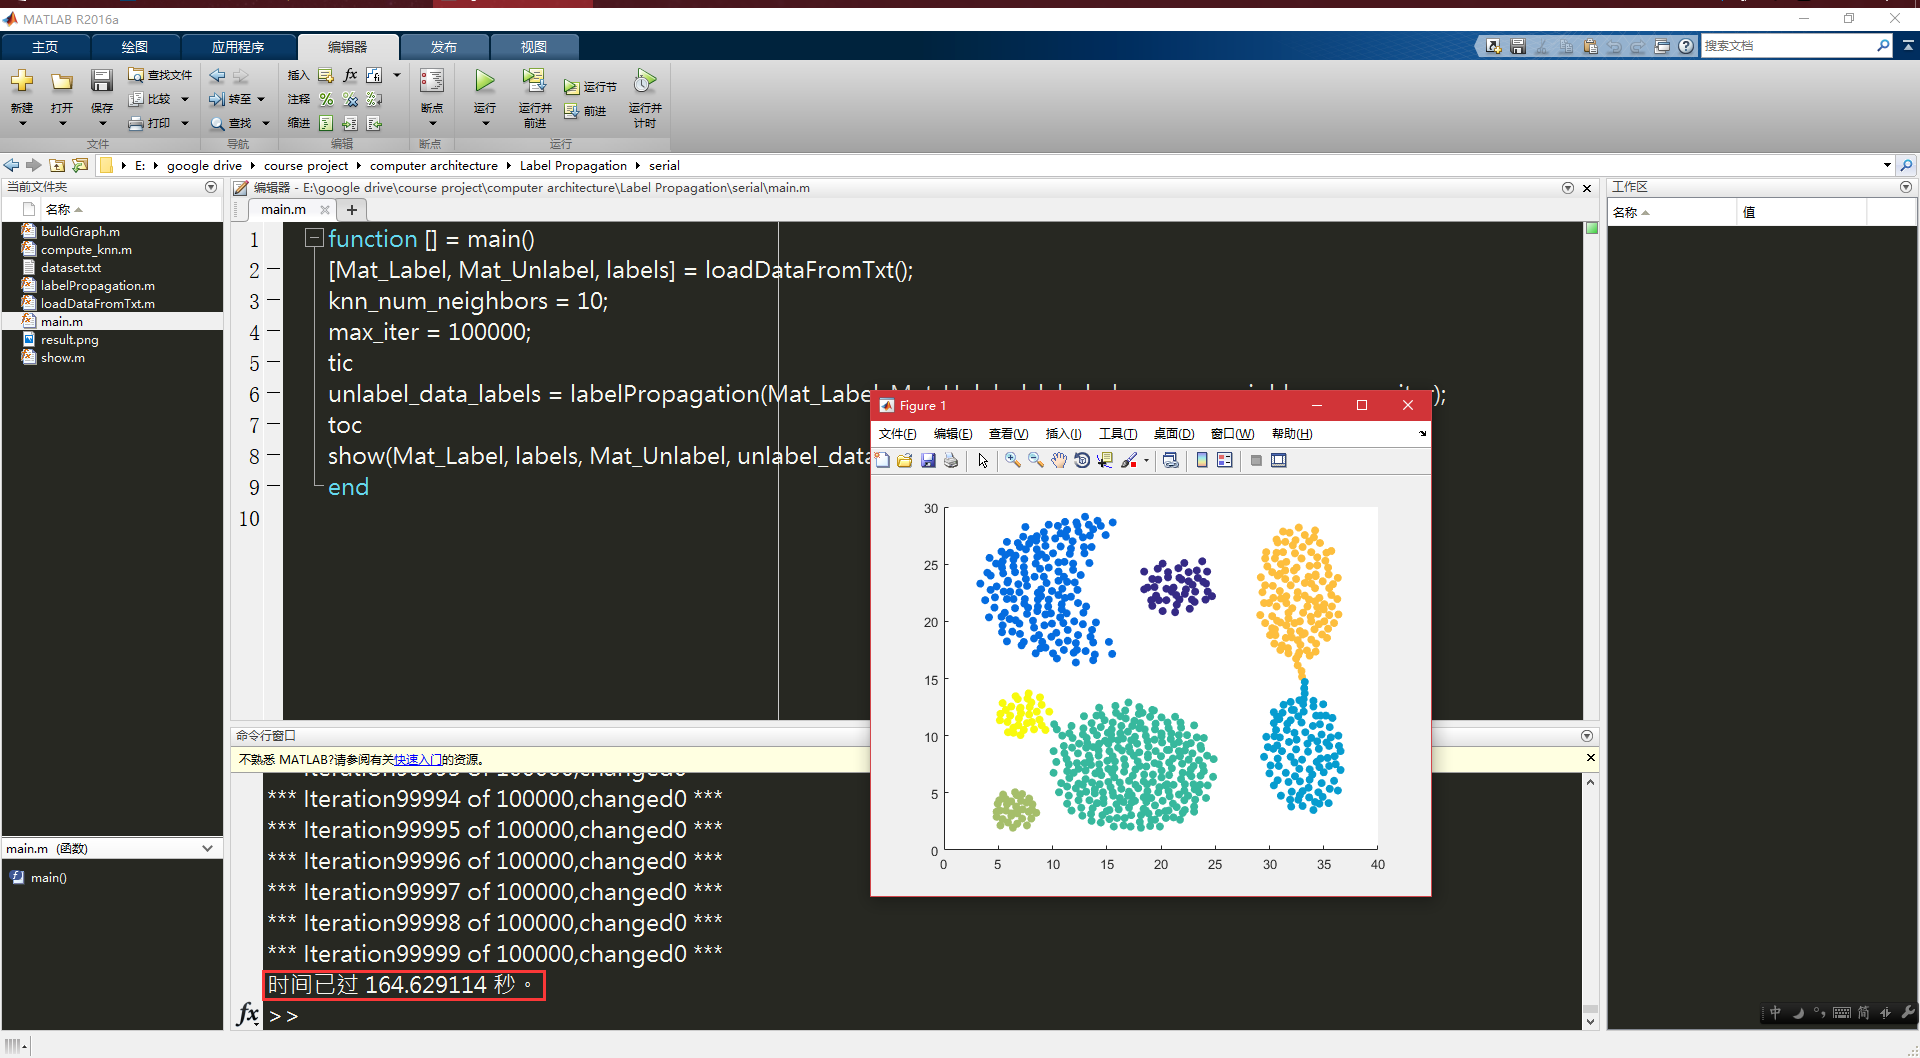 MATLAB R2016a
主页 绘图 应用程序 编辑器 发布 视图
搜索文档
新建 打开 保存 查找文件 比较 打印 转至 查找 插入 注释 缩进 断点 运行 运行并前进 运行节 前进 运行并计时
文件 导航 编辑 断点 运行
E: google drive course project computer architecture Label Propagation serial
当前文件夹
名称
buildGraph.m
compute_knn.m
dataset.txt
labelPropagation.m
loadDataFromTxt.m
main.m
result.png
show.m
main.m (函数)
main()
编辑器 - E:\google drive\course project\computer architecture\Label Propagation\serial\main.m
main.m
1 function [] = main()
2 [Mat_Label, Mat_Unlabel, labels] = loadDataFromTxt();
3 knn_num_neighbors = 10;
4 max_iter = 100000;
5 tic
6 unlabel_data_labels = labelPropagation(Mat_Labe );
7 toc
8 show(Mat_Label, labels, Mat_Unlabel, unlabel_data
9 end
10
Figure 1
文件(F) 编辑(E) 查看(V) 插入(I) 工具(T) 桌面(D) 窗口(W) 帮助(H)
30
25
20
15
10
5
0
0 5 10 15 20 25 30 35 40
命令行窗口
不熟悉 MATLAB?请参阅有关快速入门的资源。
*** Iteration99994 of 100000,changed0 ***
*** Iteration99995 of 100000,changed0 ***
*** Iteration99996 of 100000,changed0 ***
*** Iteration99997 of 100000,changed0 ***
*** Iteration99998 of 100000,changed0 ***
*** Iteration99999 of 100000,changed0 ***
时间已过 164.629114 秒。
fx >>
工作区
名称 值
中 简